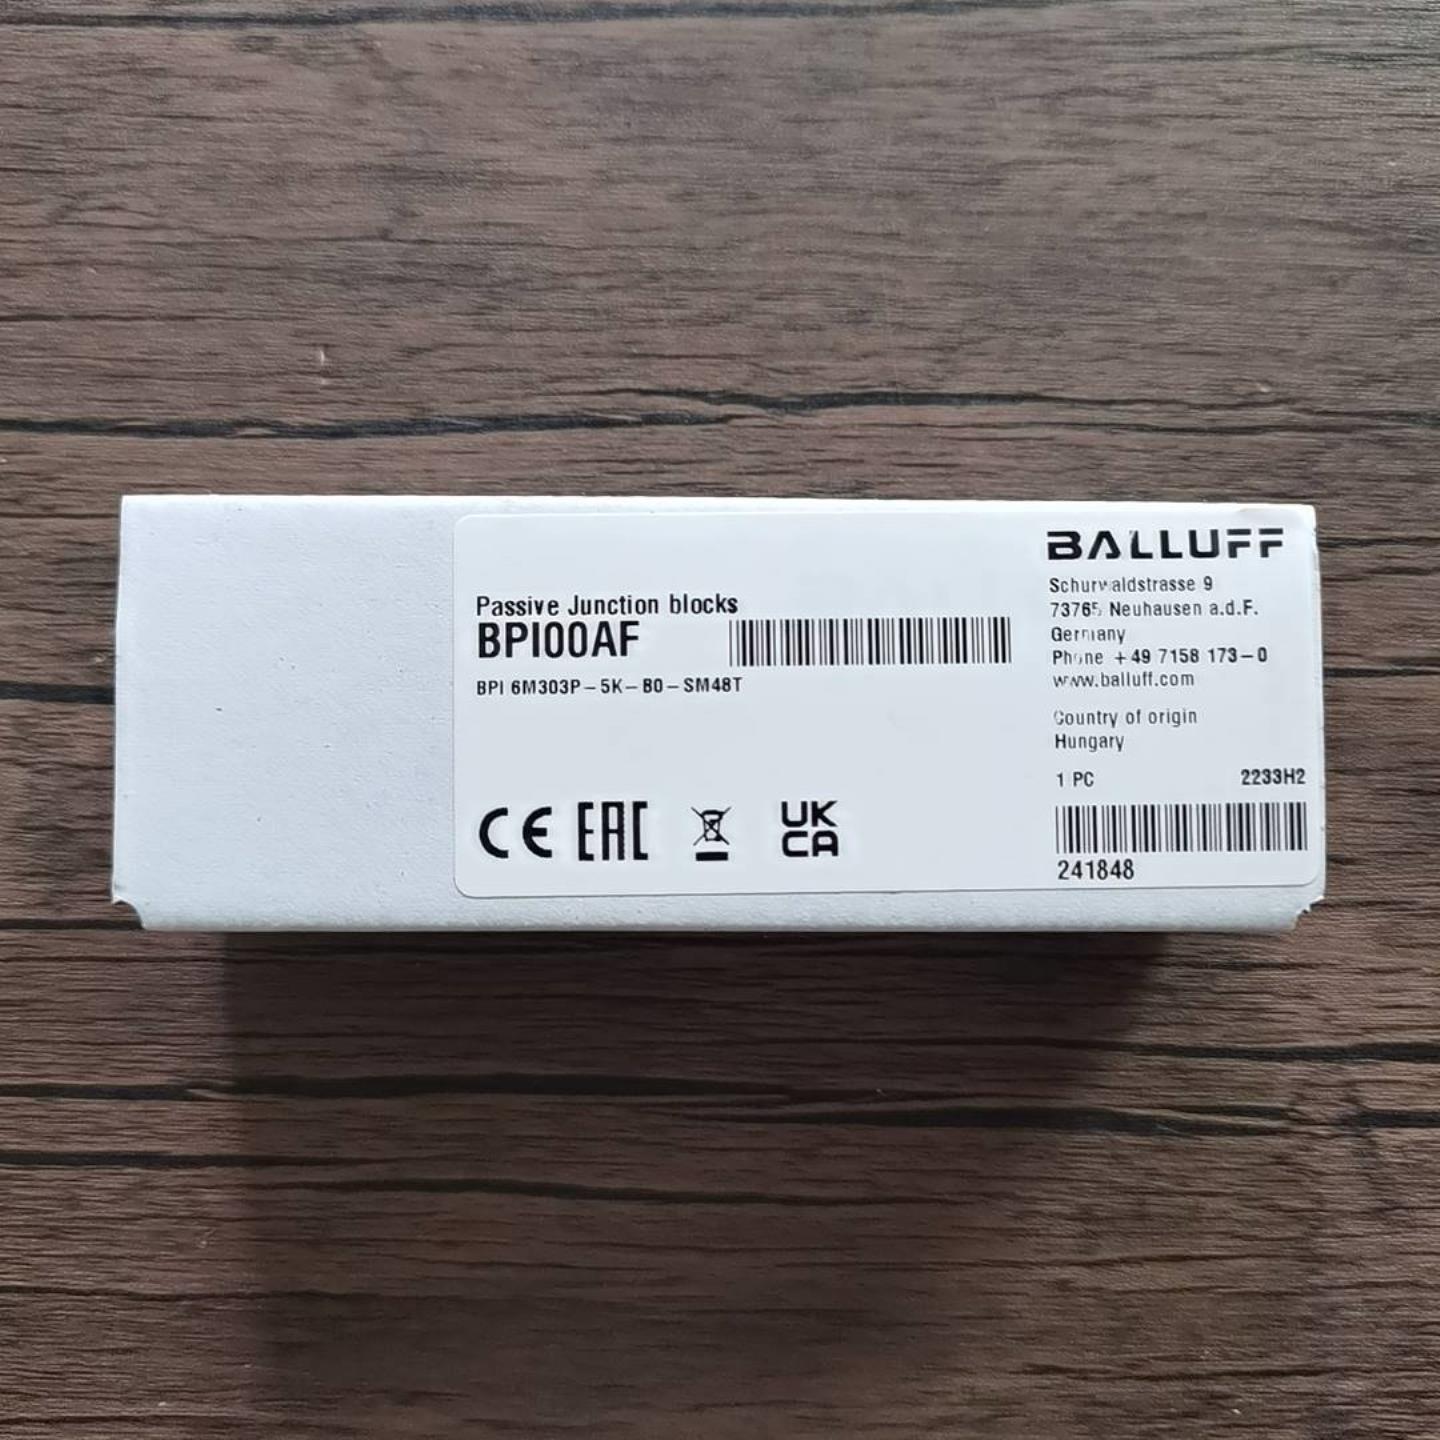 BALLUFF
Schurwaldstrasse 9
73765 Neuhausen a.d.F.
Germany
Phone +49 7158 173-0
www.balluff.com
Country of origin
Hungary
1 PC 2233H2
241848
Passive Junction blocks
BPI00AF
BPI 6M303P-5K-B0-SM48T
CE EAC UK
CA